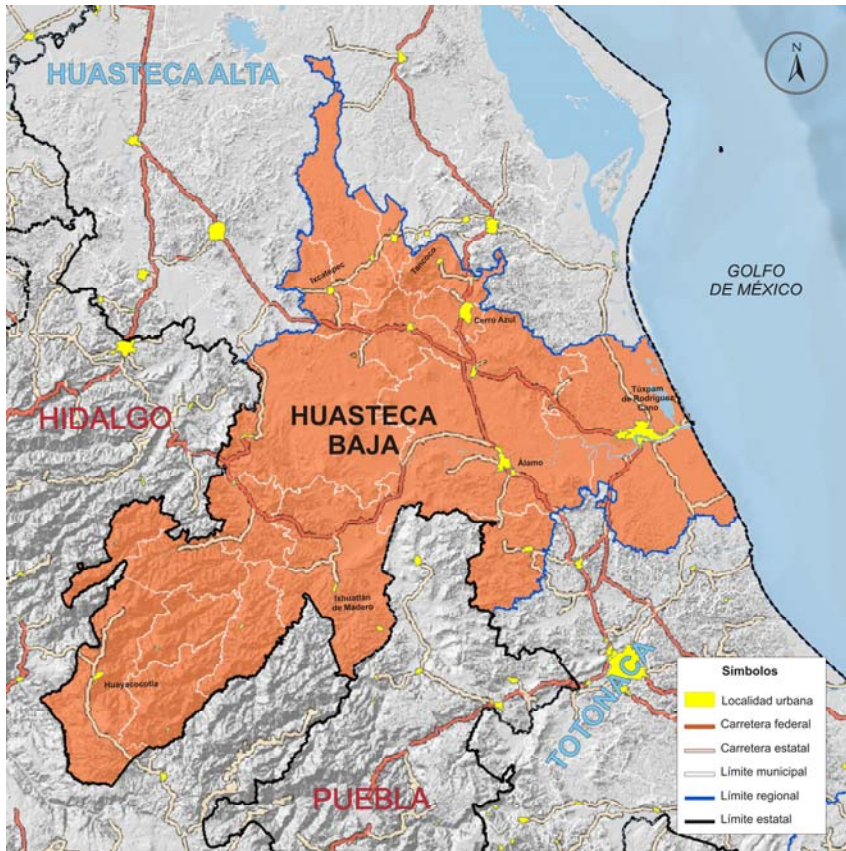 HUASTECA ALTA
N
GOLFO
DE MÉXICO
Ixcatepec
Tancoco
Cerro Azul
Túxpam
de Rodríguez
Cano
HIDALGO
HUASTECA
BAJA
Álamo
Ixhuatlán
de Madero
Huayacocotla
TOTONACA
PUEBLA
Símbolos
Localidad urbana
Carretera federal
Carretera estatal
Límite municipal
Límite regional
Límite estatal